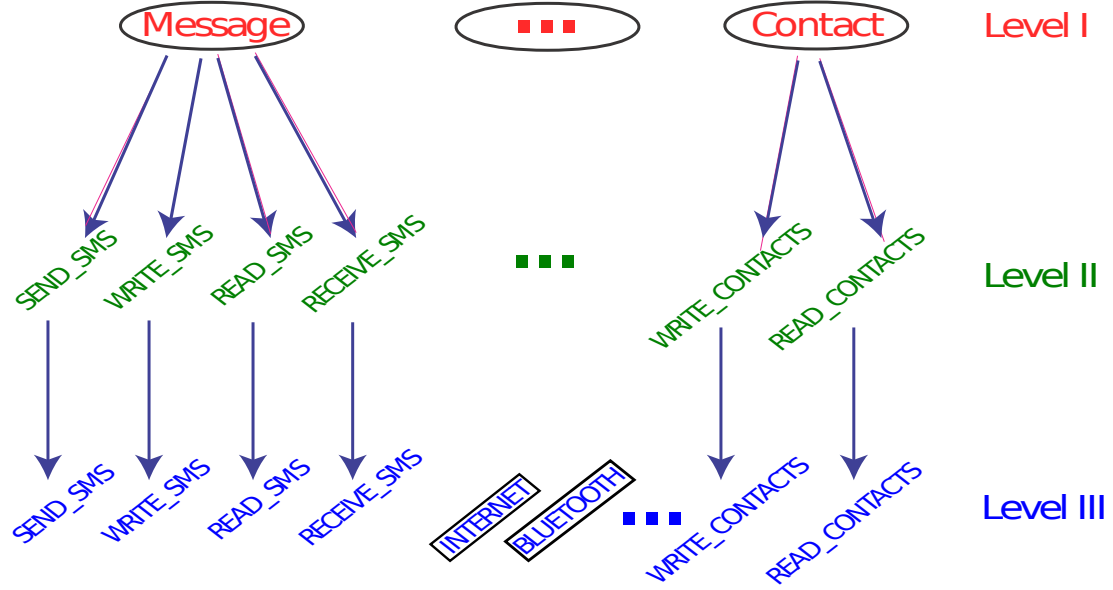 Message
Contact
Level I
SEND_SMS
WRITE_SMS
READ_SMS
RECEIVE_SMS
WRITE_CONTACTS
READ_CONTACTS
Level II
SEND_SMS
WRITE_SMS
READ_SMS
RECEIVE_SMS
INTERNET
BLUETOOTH
WRITE_CONTACTS
READ_CONTACTS
Level III